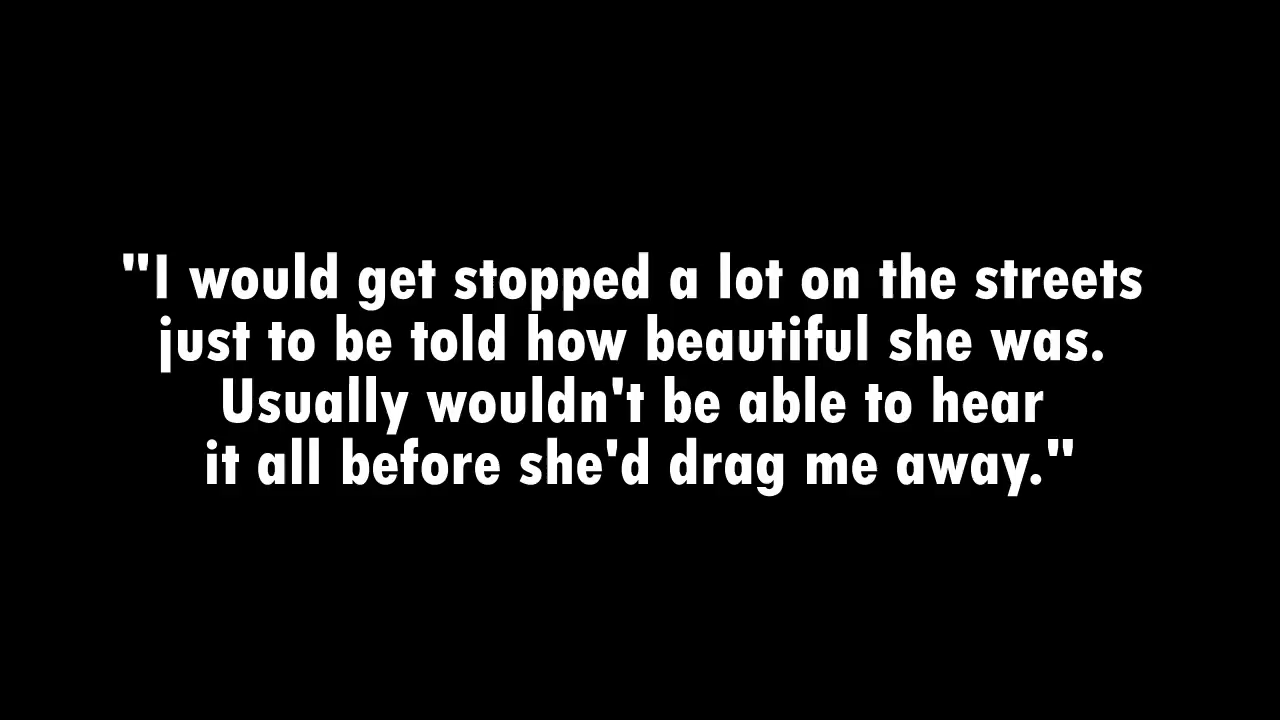 "I would get stopped a lot on the streets
just to be told how beautiful she was.
Usually wouldn't be able to hear
it all before she'd drag me away."